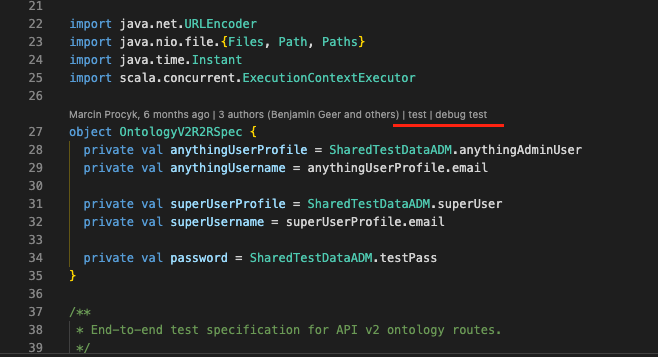 21
22 import java.net.URLEncoder
23 import java.nio.file.{Files, Path, Paths}
24 import java.time.Instant
25 import scala.concurrent.ExecutionContextExecutor
26
Marcin Procyk, 6 months ago | 3 authors (Benjamin Geer and others) | test | debug test
27 object OntologyV2R2RSpec {
28   private val anythingUserProfile = SharedTestDataADM.anythingAdminUser
29   private val anythingUsername = anythingUserProfile.email
30
31   private val superUserProfile = SharedTestDataADM.superUser
32   private val superUsername = superUserProfile.email
33
34   private val password = SharedTestDataADM.testPass
35 }
36
37 /**
38  * End-to-end test specification for API v2 ontology routes.
39  */